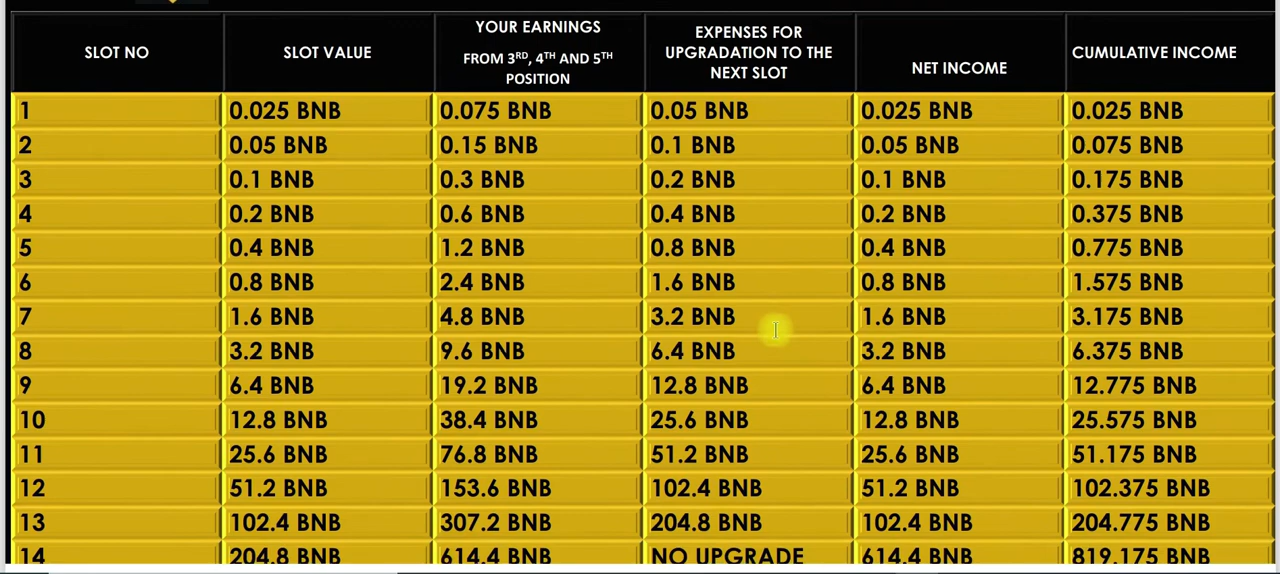 SLOT NO SLOT VALUE YOUR EARNINGS FROM 3RD, 4TH AND 5TH POSITION EXPENSES FOR UPGRADATION TO THE NEXT SLOT NET INCOME CUMULATIVE INCOME
1 0.025 BNB 0.075 BNB 0.05 BNB 0.025 BNB 0.025 BNB
2 0.05 BNB 0.15 BNB 0.1 BNB 0.05 BNB 0.075 BNB
3 0.1 BNB 0.3 BNB 0.2 BNB 0.1 BNB 0.175 BNB
4 0.2 BNB 0.6 BNB 0.4 BNB 0.2 BNB 0.375 BNB
5 0.4 BNB 1.2 BNB 0.8 BNB 0.4 BNB 0.775 BNB
6 0.8 BNB 2.4 BNB 1.6 BNB 0.8 BNB 1.575 BNB
7 1.6 BNB 4.8 BNB 3.2 BNB 1.6 BNB 3.175 BNB
8 3.2 BNB 9.6 BNB 6.4 BNB 3.2 BNB 6.375 BNB
9 6.4 BNB 19.2 BNB 12.8 BNB 6.4 BNB 12.775 BNB
10 12.8 BNB 38.4 BNB 25.6 BNB 12.8 BNB 25.575 BNB
11 25.6 BNB 76.8 BNB 51.2 BNB 25.6 BNB 51.175 BNB
12 51.2 BNB 153.6 BNB 102.4 BNB 51.2 BNB 102.375 BNB
13 102.4 BNB 307.2 BNB 204.8 BNB 102.4 BNB 204.775 BNB
14 204.8 BNB 614.4 BNB NO UPGRADE 614.4 BNB 819.175 BNB